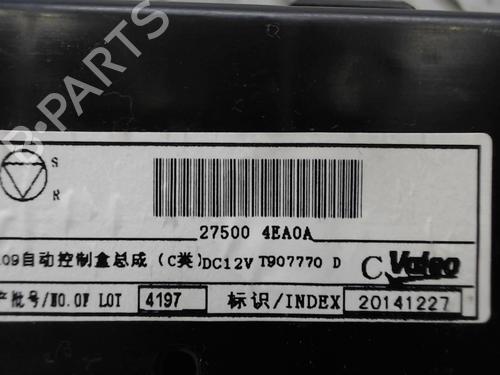 B-PARTS
S
R
27500 4EA0A
09自动控制盒总成 (C类) DC12V T907770 D C Valeo
产批号/NO.OF LOT 4197 标识/INDEX 20141227